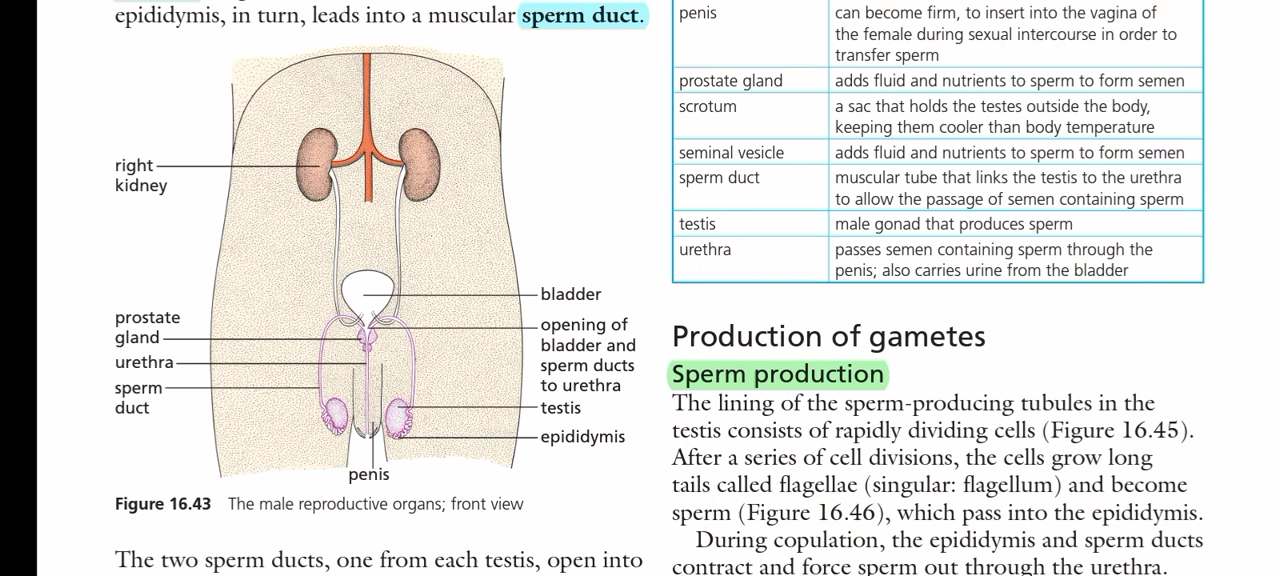 epididymis, in turn, leads into a muscular sperm duct.
right
kidney
prostate
gland
urethra
sperm
duct
bladder
opening of
bladder and
sperm ducts
to urethra
testis
epididymis
penis
Figure 16.43 The male reproductive organs; front view
The two sperm ducts, one from each testis, open into
penis can become firm, to insert into the vagina of
the female during sexual intercourse in order to
transfer sperm
prostate gland adds fluid and nutrients to sperm to form semen
scrotum a sac that holds the testes outside the body,
keeping them cooler than body temperature
seminal vesicle adds fluid and nutrients to sperm to form semen
sperm duct muscular tube that links the testis to the urethra
to allow the passage of semen containing sperm
testis male gonad that produces sperm
urethra passes semen containing sperm through the
penis; also carries urine from the bladder
Production of gametes
Sperm production
The lining of the sperm-producing tubules in the
testis consists of rapidly dividing cells (Figure 16.45).
After a series of cell divisions, the cells grow long
tails called flagellae (singular: flagellum) and become
sperm (Figure 16.46), which pass into the epididymis.
During copulation, the epididymis and sperm ducts
contract and force sperm out through the urethra.